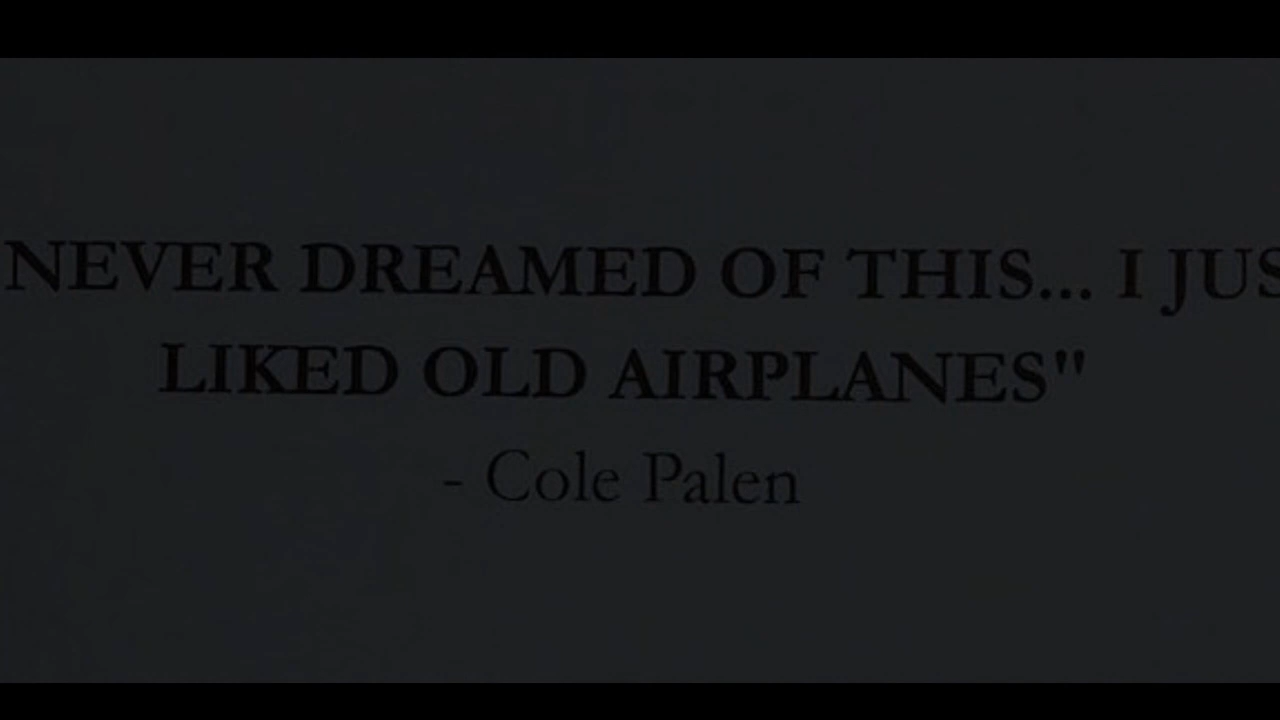 NEVER DREAMED OF THIS... I JUS
LIKED OLD AIRPLANES"
- Cole Palen